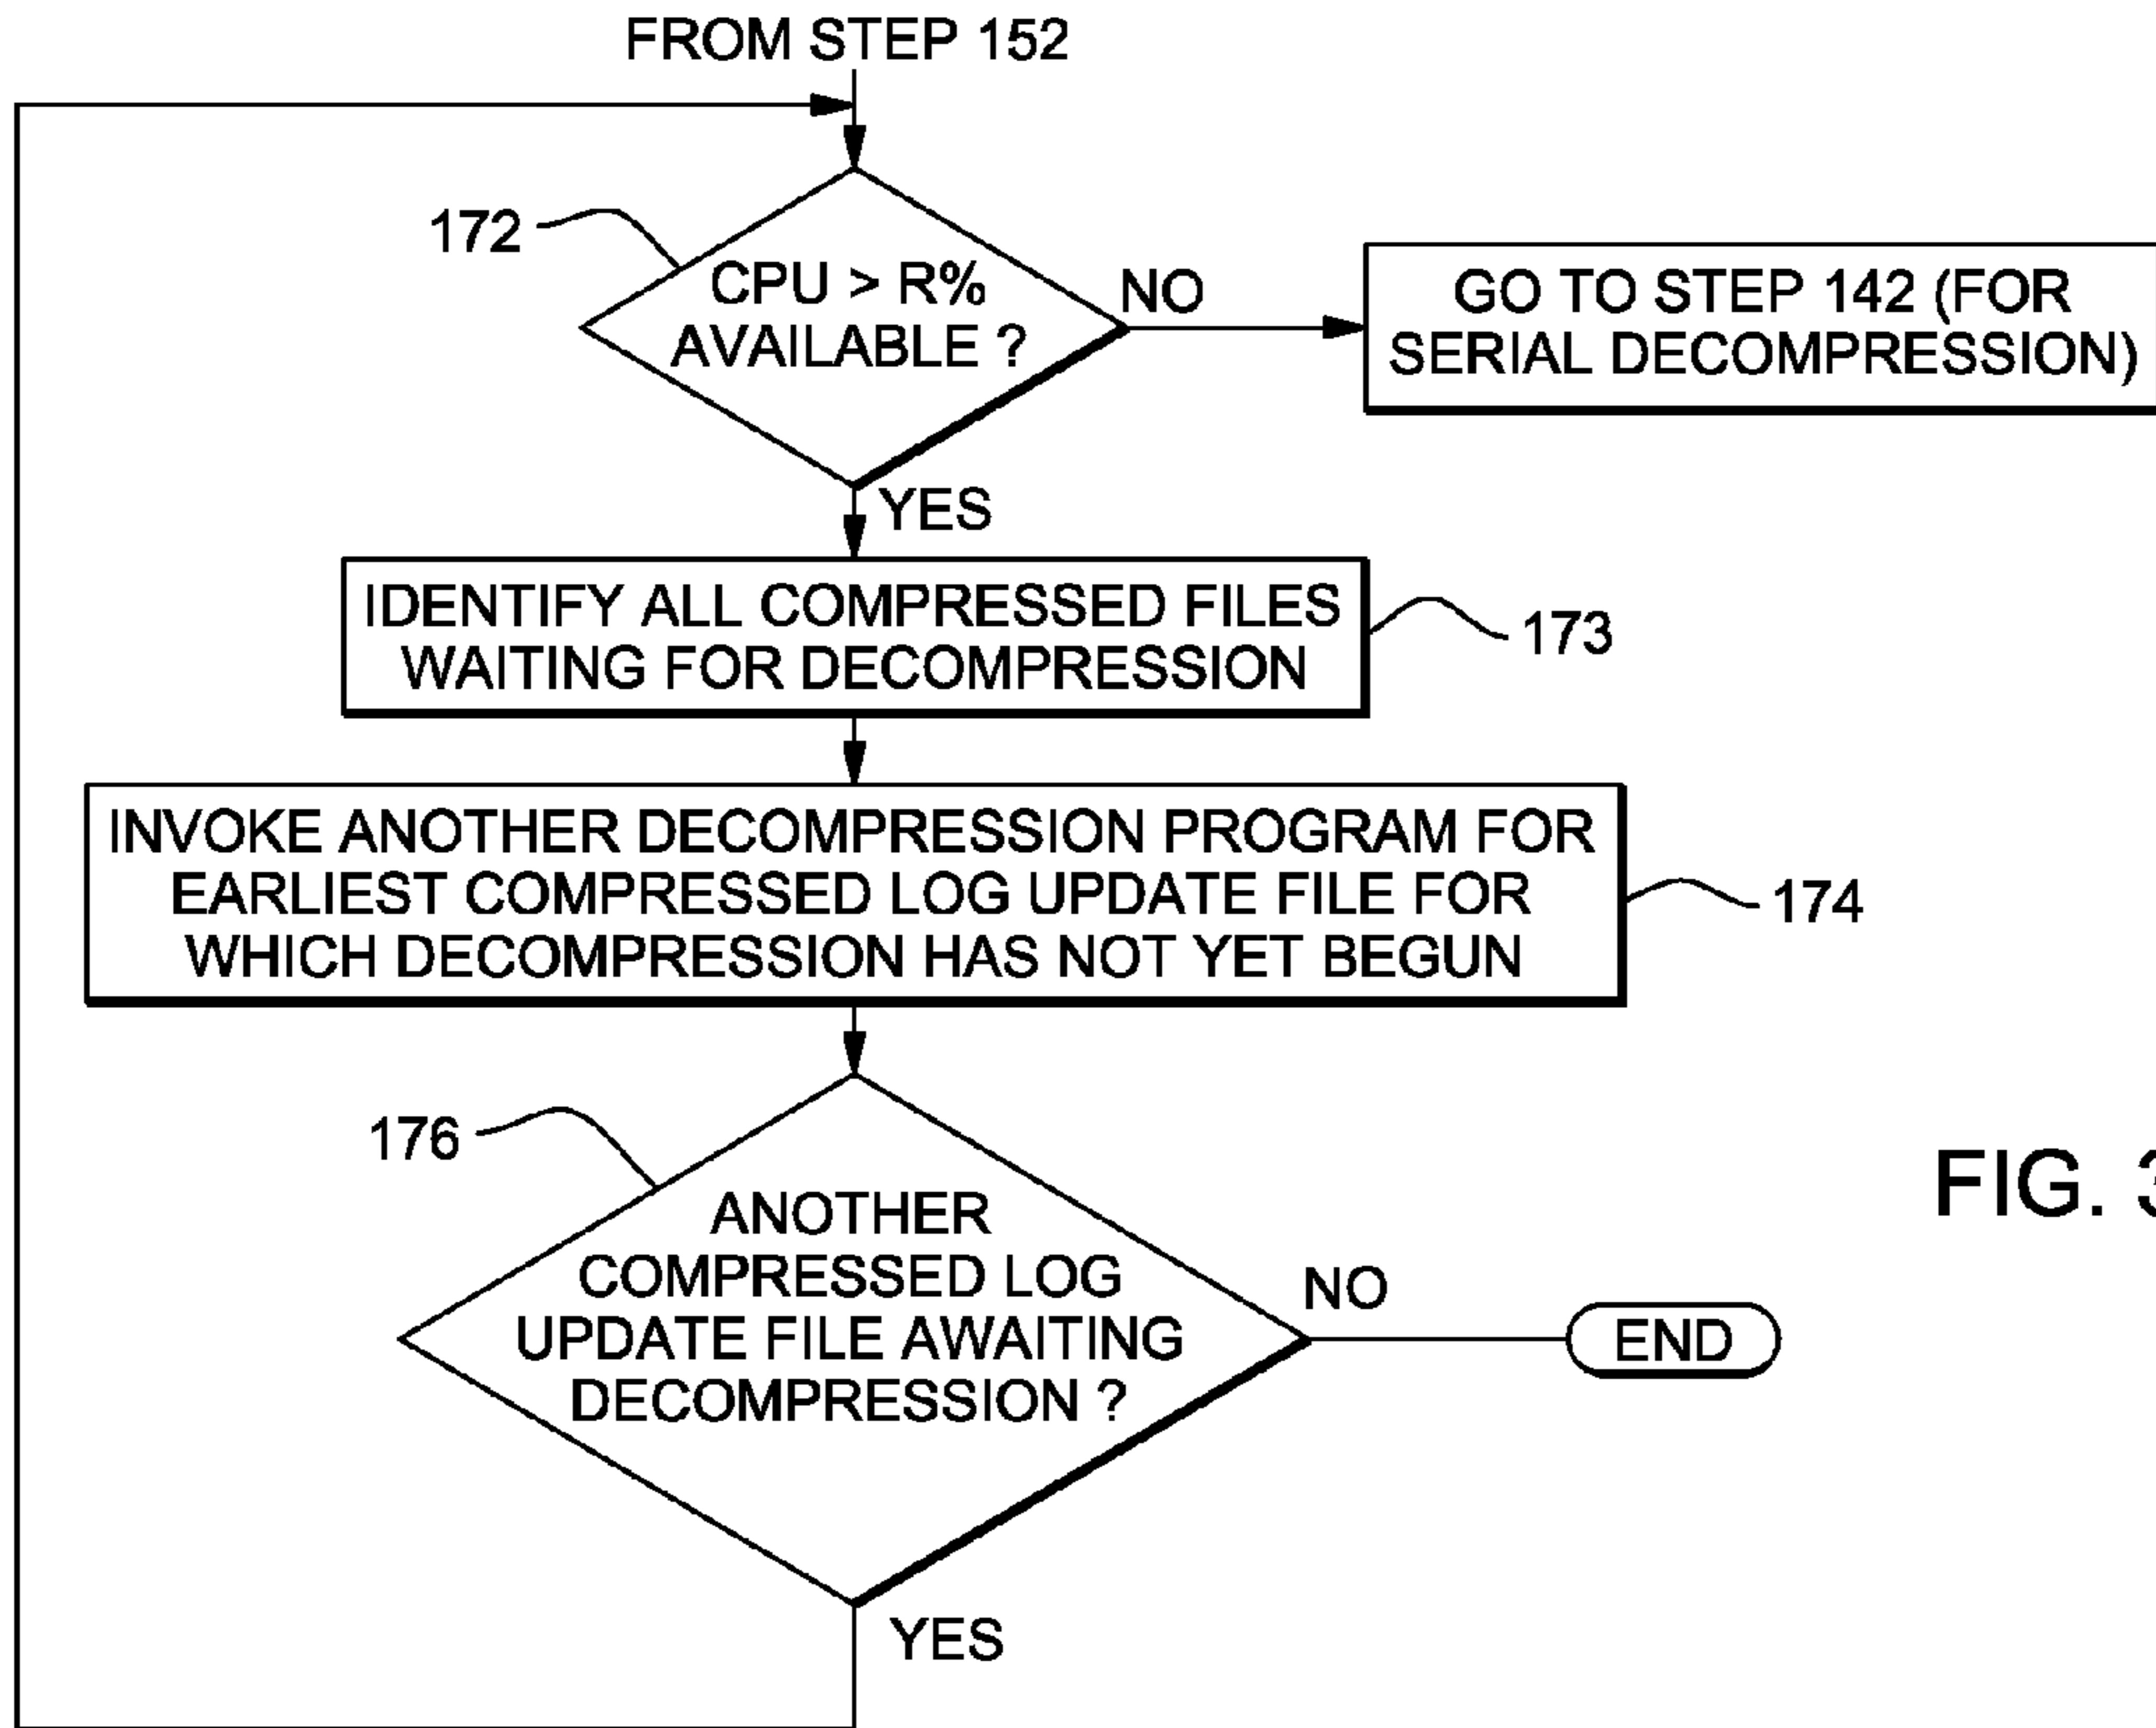 FROM STEP 152
172
CPU > R%
AVAILABLE ?
NO
GO TO STEP 142 (FOR
SERIAL DECOMPRESSION)
YES
IDENTIFY ALL COMPRESSED FILES
WAITING FOR DECOMPRESSION
173
INVOKE ANOTHER DECOMPRESSION PROGRAM FOR
EARLIEST COMPRESSED LOG UPDATE FILE FOR
WHICH DECOMPRESSION HAS NOT YET BEGUN
174
176
ANOTHER
COMPRESSED LOG
UPDATE FILE AWAITING
DECOMPRESSION ?
NO
END
YES
FIG. 3